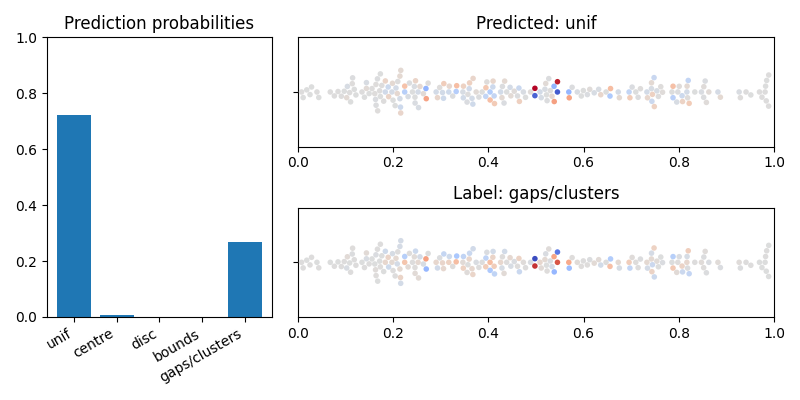 Prediction probabilities
1.0
0.8
0.6
0.4
0.2
0.0
unif
centre
disc
bounds
gaps/clusters
Predicted: unif
0.0 0.2 0.4 0.6 0.8 1.0
Label: gaps/clusters
0.0 0.2 0.4 0.6 0.8 1.0